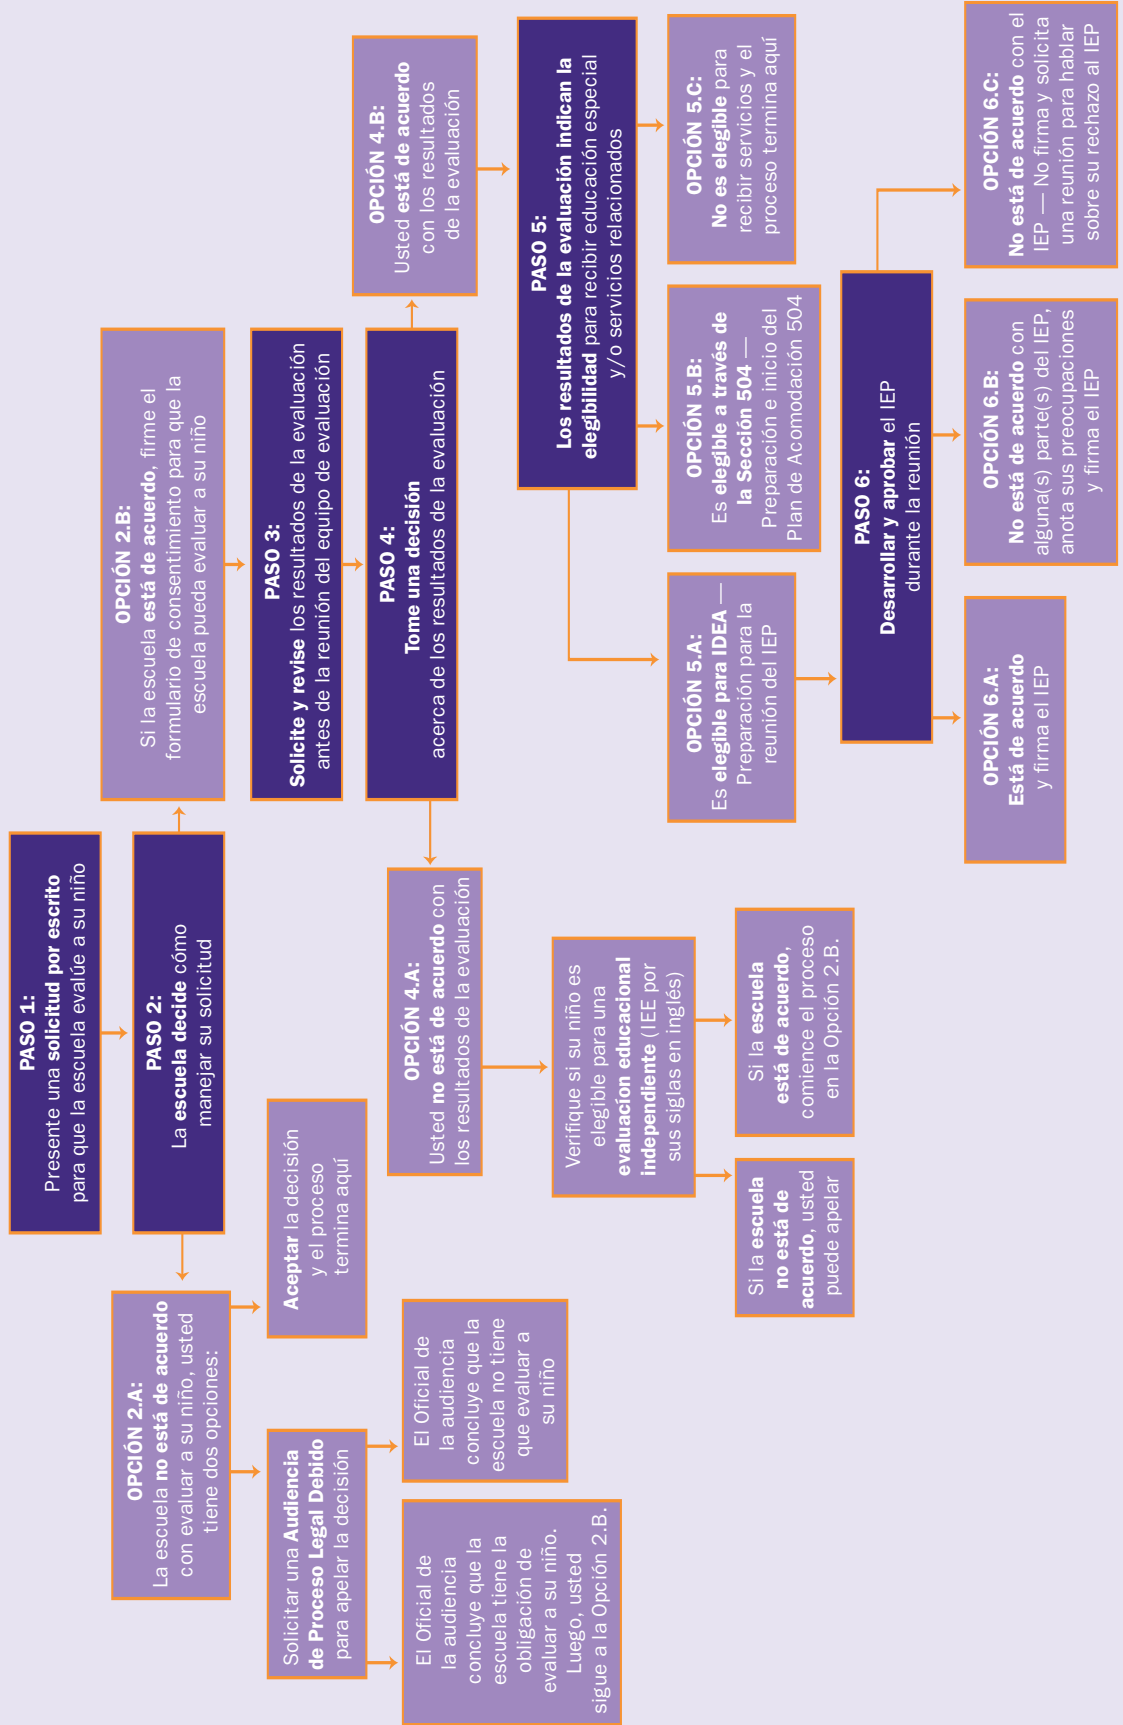 PASO 1:
Presente una solicitud por escrito
para que la escuela evalúe a su niño
PASO 2:
La escuela decide cómo
manejar su solicitud
OPCIÓN 2.A:
La escuela no está de acuerdo
con evaluar a su niño, usted
tiene dos opciones:
Solicitar una Audiencia
de Proceso Legal Debido
para apelar la decisión
El Oficial de
la audiencia
concluye que la
escuela tiene la
obligación de
evaluar a su niño.
Luego, usted
sigue a la Opción 2.B.
El Oficial de
la audiencia
concluye que la
escuela no tiene
que evaluar a
su niño
Aceptar la decisión
y el proceso
termina aquí
OPCIÓN 2.B:
Si la escuela está de acuerdo, firme el
formulario de consentimiento para que la
escuela pueda evaluar a su niño
PASO 3:
Solicite y revise los resultados de la evaluación
antes de la reunión del equipo de evaluación
PASO 4:
Tome una decisión
acerca de los resultados de la evaluación
OPCIÓN 4.A:
Usted no está de acuerdo con
los resultados de la evaluación
Verifique si su niño es
elegible para una
evaluacíon educacional
independiente (IEE por
sus siglas en inglés)
Si la escuela
no está de
acuerdo, usted
puede apelar
Si la escuela
está de acuerdo,
comience el proceso
en la Opción 2.B.
OPCIÓN 4.B:
Usted está de acuerdo
con los resultados
de la evaluación
PASO 5:
Los resultados de la evaluación indican la
elegibilidad para recibir educación especial
y/o servicios relacionados
OPCIÓN 5.A:
Es elegible para IDEA —
Preparación para la
reunión del IEP
OPCIÓN 5.B:
Es elegible a través de
la Sección 504 —
Preparación e inicio del
Plan de Acomodación 504
OPCIÓN 5.C:
No es elegible para
recibir servicios y el
proceso termina aquí
PASO 6:
Desarrollar y aprobar el IEP
durante la reunión
OPCIÓN 6.A:
Está de acuerdo
y firma el IEP
OPCIÓN 6.B:
No está de acuerdo con
alguna(s) parte(s) del IEP,
anota sus preocupaciones
y firma el IEP
OPCIÓN 6.C:
No está de acuerdo con el
IEP — No firma y solicita
una reunión para hablar
sobre su rechazo al IEP